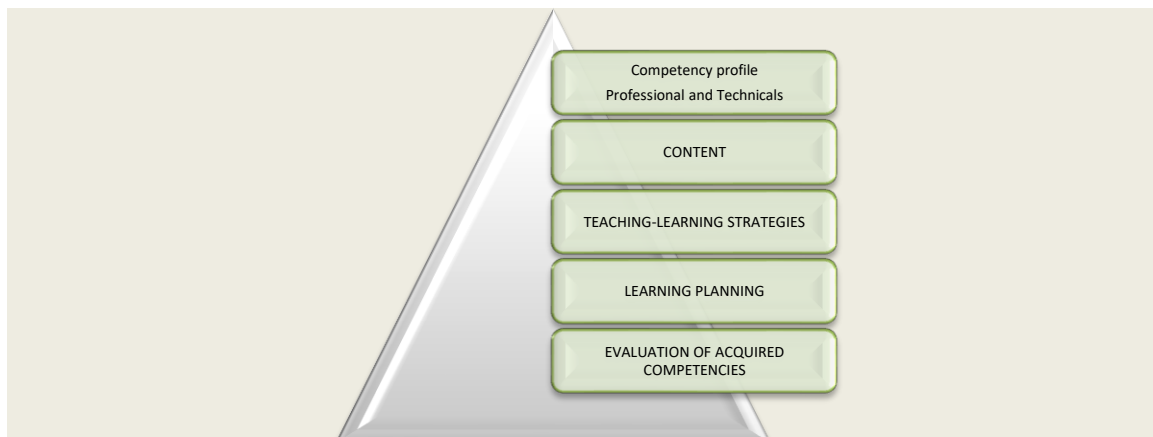 Competency profile
Professional and Technicals
CONTENT
TEACHING-LEARNING STRATEGIES
LEARNING PLANNING
EVALUATION OF ACQUIRED
COMPETENCIES